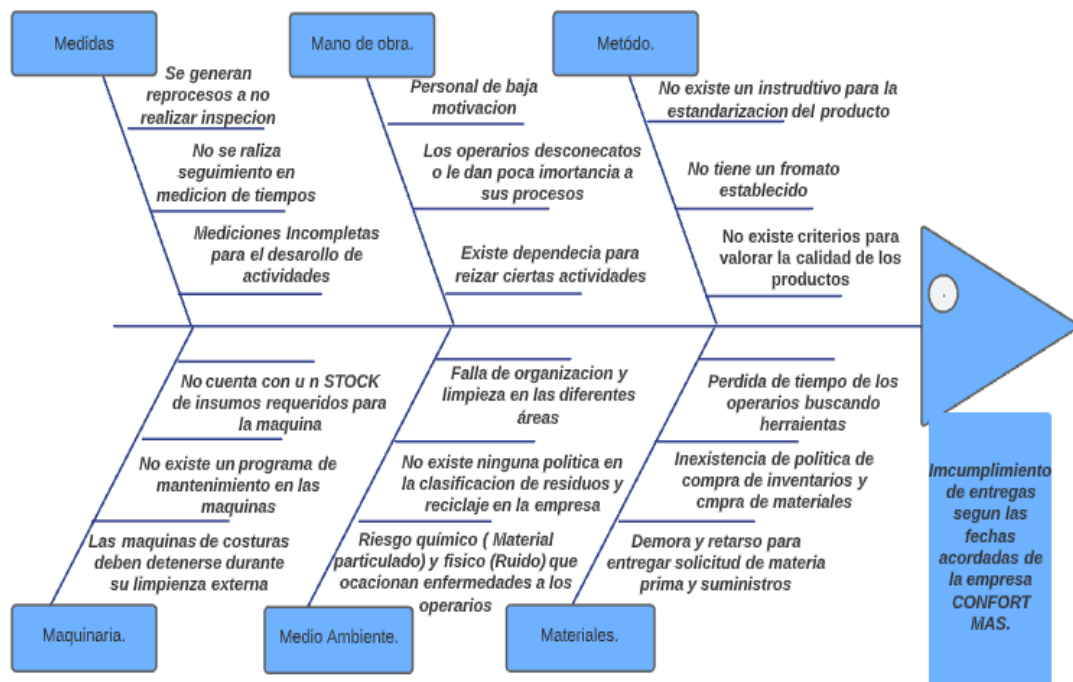 Medidas
Se generan
reprocesos a no
realizar inspecion
No se raliza
seguimiento en
medicion de tiempos
Mediciones Incompletas
para el desarollo de
actividades
Mano de obra.
Personal de baja
motivacion
Los operarios desconecatos
o le dan poca imortancia a
sus procesos
Existe dependecia para
reizar ciertas actividades
Metódo.
No existe un instrudtivo para la
estandarizacion del producto
No tiene un fromato
establecido
No existe criterios para
valorar la calidad de los
productos
No cuenta con u n STOCK
de insumos requeridos para
la maquina
No existe un programa de
mantenimiento en las
maquinas
Las maquinas de costuras
deben detenerse durante
su limpienza externa
Maquinaria.
Falla de organizacion y
limpieza en las diferentes
áreas
No existe ninguna politica en
la clasificacion de residuos y
reciclaje en la empresa
Riesgo químico ( Material
particulado) y fisico (Ruido) que
ocacionan enfermedades a los
operarios
Medio Ambiente.
Perdida de tiempo de los
operarios buscando
herraientas
Inexistencia de politica de
compra de inventarios y
cmpra de materiales
Demora y retarso para
entregar solicitud de materia
prima y suministros
Materiales.
Imcumplimiento
de entregas
segun las
fechas
acordadas de
la empresa
CONFORT
MAS.